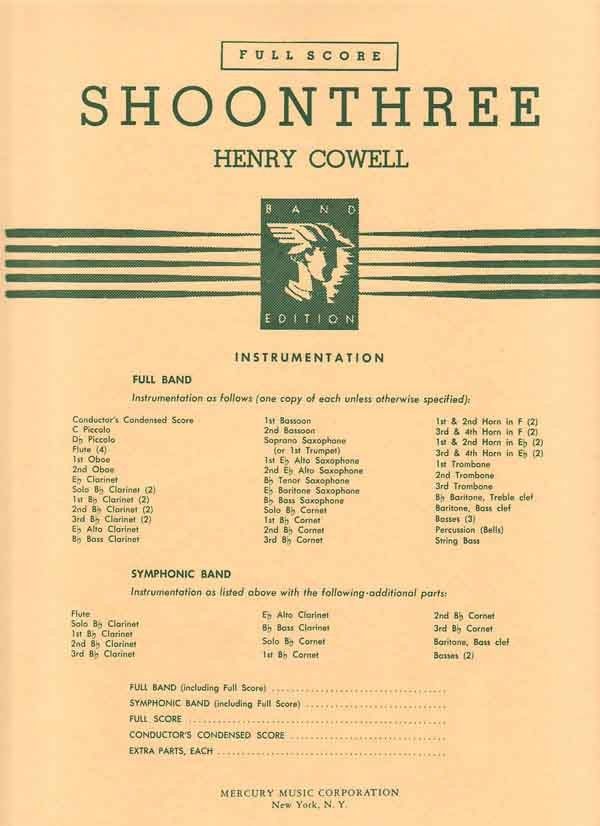 FULL SCORE
SHOONTHREE
HENRY COWELL
BAND
EDITION
INSTRUMENTATION
FULL BAND
Instrumentation as follows (one copy of each unless otherwise specified):
Conductor's Condensed Score
C Piccolo
D♭ Piccolo
Flute (4)
1st Oboe
2nd Oboe
E♭ Clarinet
Solo B♭ Clarinet (2)
1st B♭ Clarinet (2)
2nd B♭ Clarinet (2)
3rd B♭ Clarinet (2)
E♭ Alto Clarinet
B♭ Bass Clarinet
1st Bassoon
2nd Bassoon
Soprano Saxophone
(or 1st Trumpet)
1st E♭ Alto Saxophone
2nd E♭ Alto Saxophone
B♭ Tenor Saxophone
E♭ Baritone Saxophone
B♭ Bass Saxophone
Solo B♭ Cornet
1st B♭ Cornet
2nd B♭ Cornet
3rd B♭ Cornet
1st & 2nd Horn in F (2)
3rd & 4th Horn in F (2)
1st & 2nd Horn in E♭ (2)
3rd & 4th Horn in E♭ (2)
1st Trombone
2nd Trombone
3rd Trombone
B♭ Baritone, Treble clef
Baritone, Bass clef
Basses (3)
Percussion (Bells)
String Bass
SYMPHONIC BAND
Instrumentation as listed above with the following-additional parts:
Flute
Solo B♭ Clarinet
1st B♭ Clarinet
2nd B♭ Clarinet
3rd B♭ Clarinet
E♭ Alto Clarinet
B♭ Bass Clarinet
Solo B♭ Cornet
1st B♭ Cornet
2nd B♭ Cornet
3rd B♭ Cornet
Baritone, Bass clef
Basses (2)
FULL BAND (including Full Score)
SYMPHONIC BAND (including Full Score)
FULL SCORE
CONDUCTOR'S CONDENSED SCORE
EXTRA PARTS, EACH
MERCURY MUSIC CORPORATION
New York, N. Y.